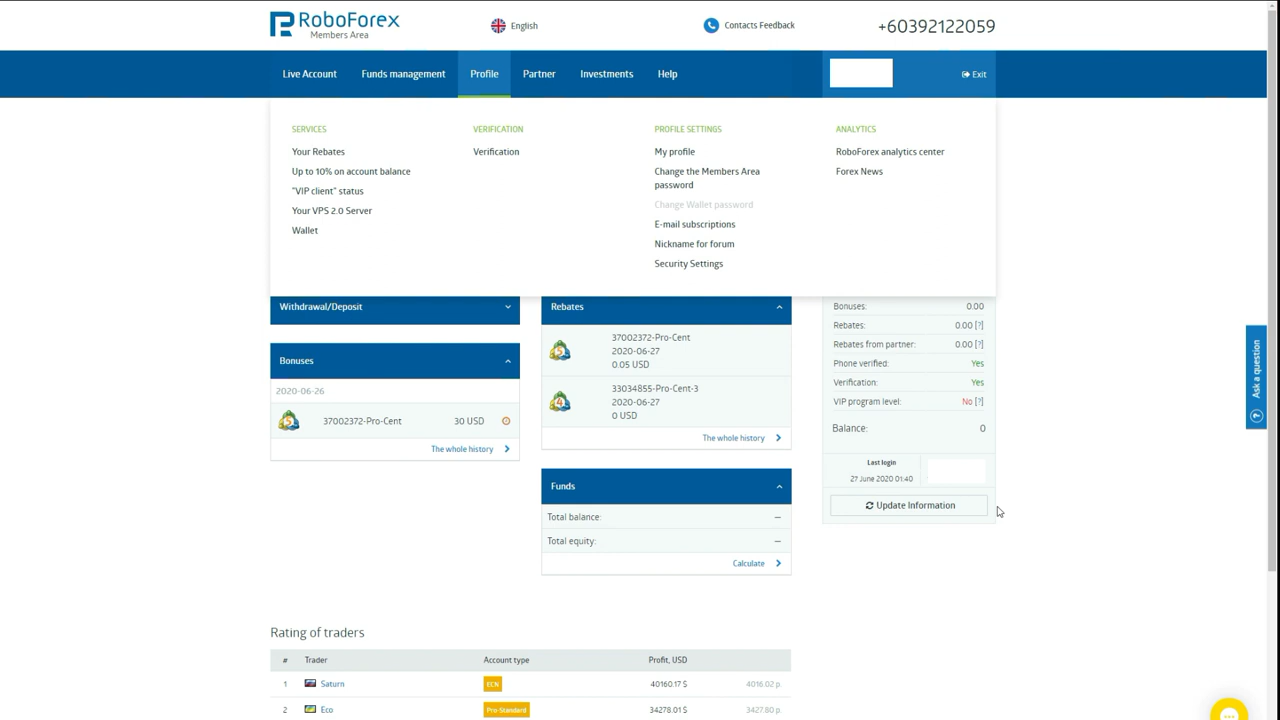 RoboForex
Members Area
English
Contacts Feedback
+60392122059
Live Account
Funds management
Profile
Partner
Investments
Help
Exit
SERVICES
Your Rebates
Up to 10% on account balance
"VIP client" status
Your VPS 2.0 Server
Wallet
VERIFICATION
Verification
PROFILE SETTINGS
My profile
Change the Members Area
password
Change Wallet password
E-mail subscriptions
Nickname for forum
Security Settings
ANALYTICS
RoboForex analytics center
Forex News
Withdrawal/Deposit
Bonuses
2020-06-26
5
37002372-Pro-Cent
30 USD
The whole history
Rebates
5
37002372-Pro-Cent
2020-06-27
0.05 USD
4
33034855-Pro-Cent-3
2020-06-27
0 USD
The whole history
Funds
Total balance: –
Total equity: –
Calculate
Bonuses: 0.00
Rebates: 0.00 [?]
Rebates from partner: 0.00 [?]
Phone verified: Yes
Verification: Yes
VIP program level: No [?]
Balance: 0
Last login
27 June 2020 01:40
Update Information
Ask a question
?
Rating of traders
# Trader Account type Profit, USD
1 Saturn ECN 40160.17 $ 4016.02 p.
2 Eco Pro-Standard 34278.01 $ 3427.80 p.